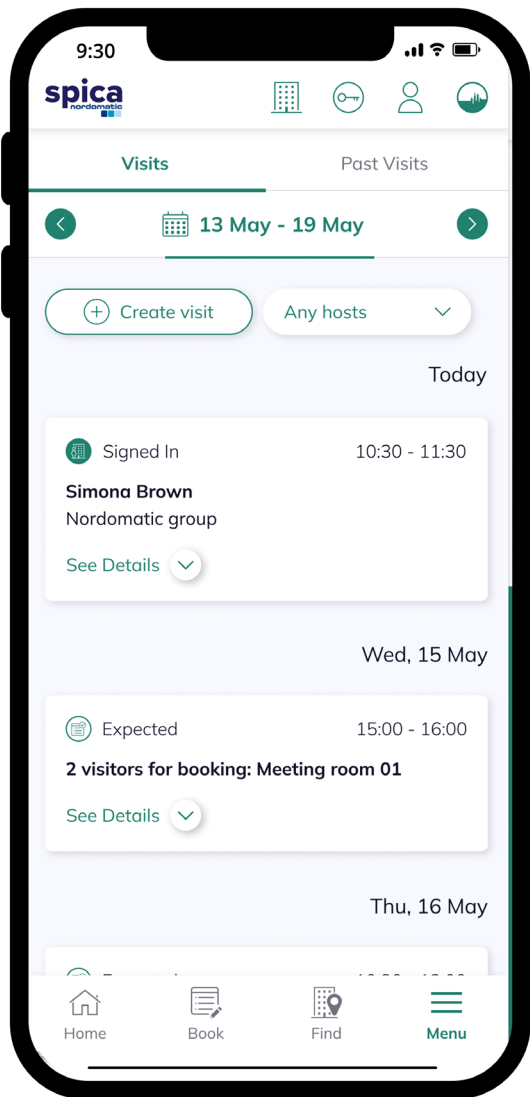 9:30
spica
nordomatic
Visits
Past Visits
13 May - 19 May
Create visit
Any hosts
Today
Signed In
10:30 - 11:30
Simona Brown
Nordomatic group
See Details
Wed, 15 May
Expected
15:00 - 16:00
2 visitors for booking: Meeting room 01
See Details
Thu, 16 May
Home
Book
Find
Menu